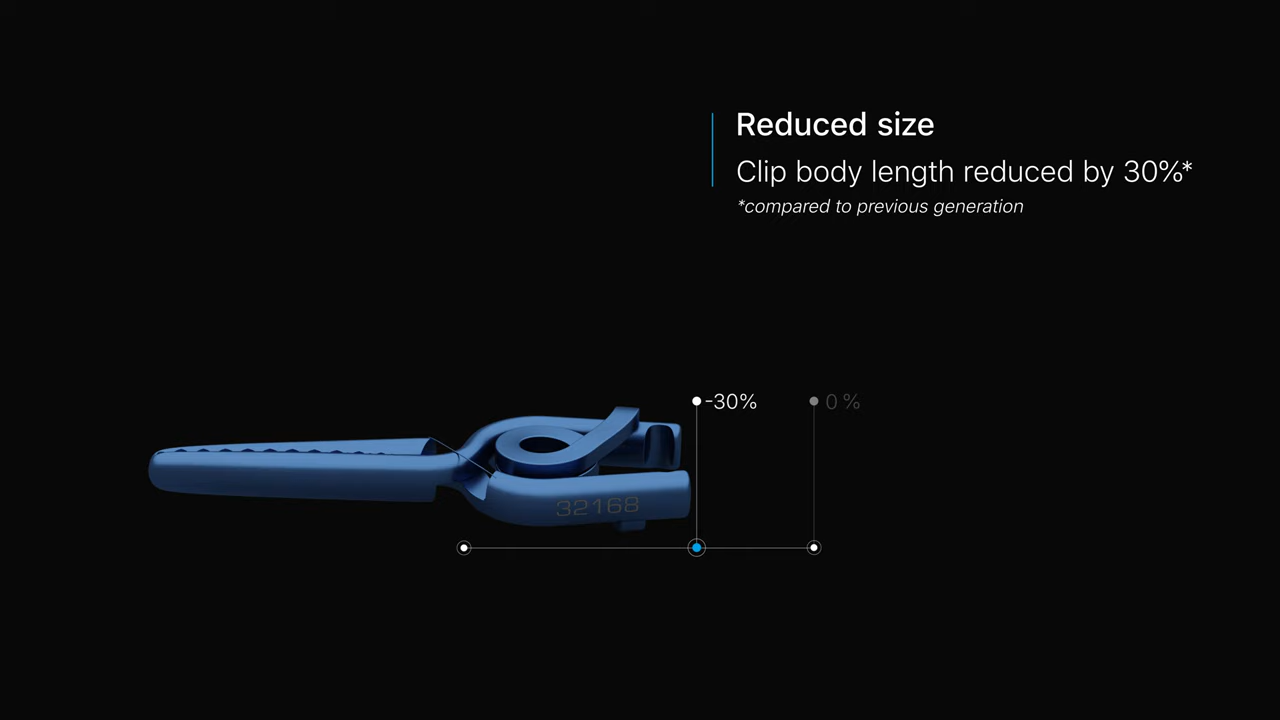 Reduced size
Clip body length reduced by 30%*
*compared to previous generation
-30%
0 %
32168